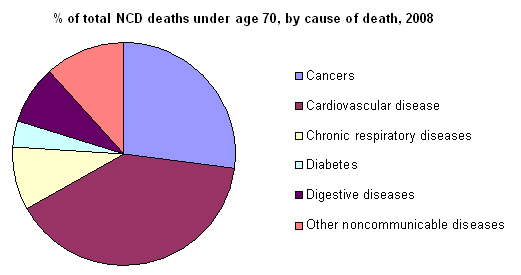 % of total NCD deaths under age 70, by cause of death, 2008
Cancers
Cardiovascular disease
Chronic respiratory diseases
Diabetes
Digestive diseases
Other noncommunicable diseases